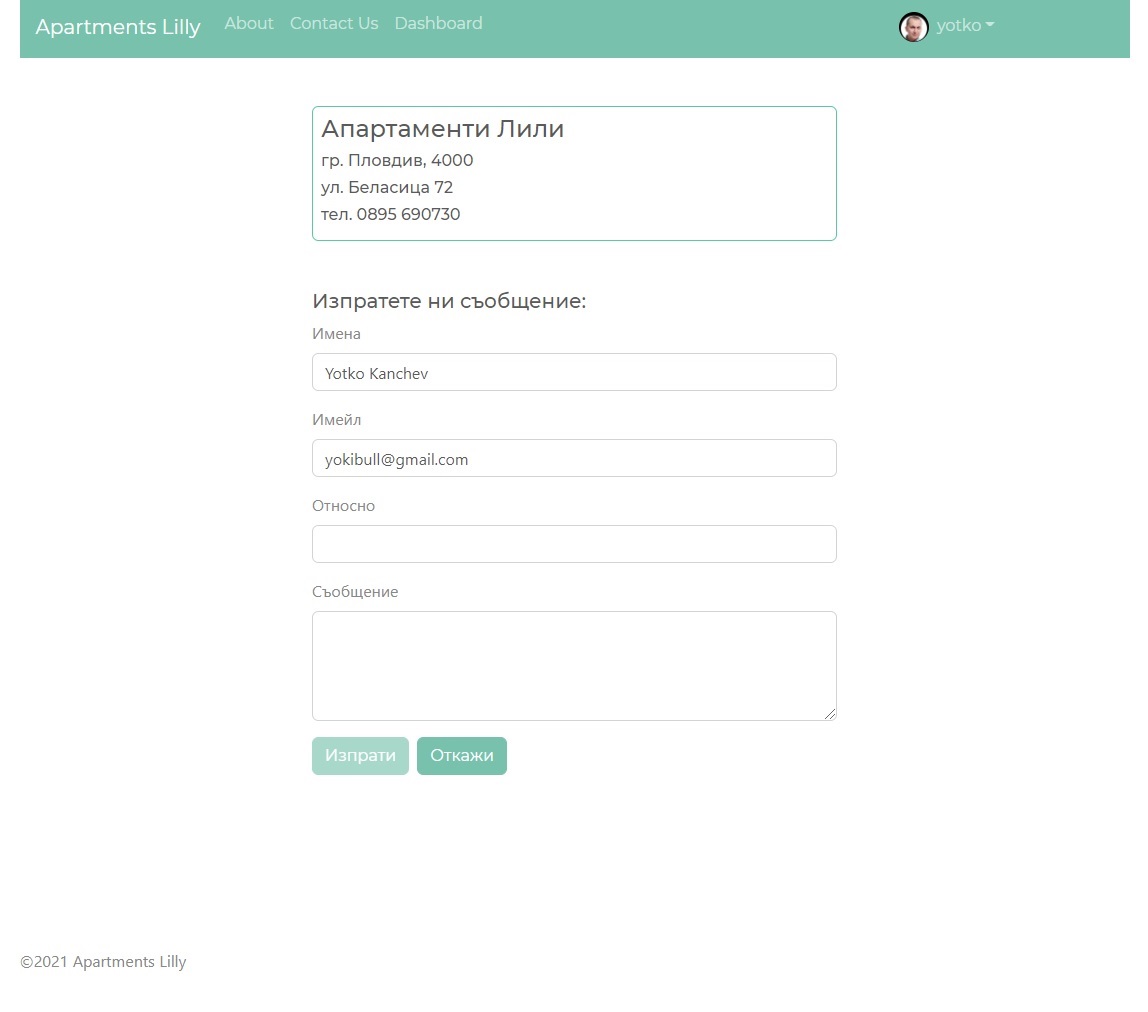 Apartments Lilly About Contact Us Dashboard yotko
Апартаменти Лили
гр. Пловдив, 4000
ул. Беласица 72
тел. 0895 690730
Изпратете ни съобщение:
Имена
Yotko Kanchev
Имейл
yokibull@gmail.com
Относно
Съобщение
Изпрати Откажи
©2021 Apartments Lilly